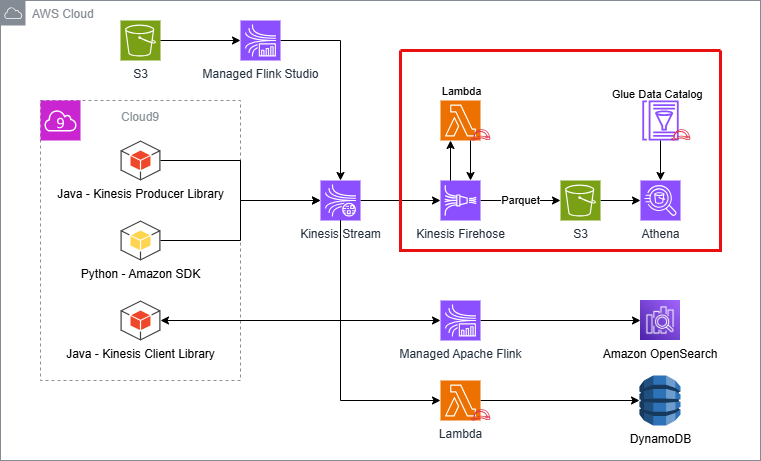 AWS Cloud
S3
Managed Flink Studio
Lambda
Glue Data Catalog
9
Cloud9
Java - Kinesis Producer Library
Kinesis Stream
Kinesis Firehose
Parquet
S3
Athena
Python - Amazon SDK
Java - Kinesis Client Library
Managed Apache Flink
Amazon OpenSearch
Lambda
DynamoDB